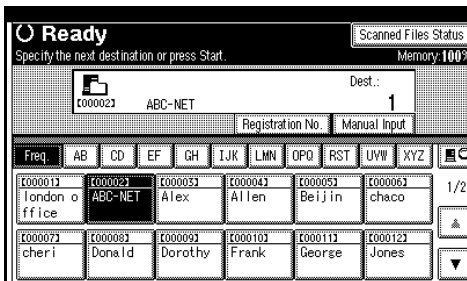 Ready
Scanned Files Status
Specify the next destination or press Start.
Memory:100%
Dest.:
[00002] ABC-NET 1
Registration No. Manual Input
Freq. AB CD EF GH IJK LMN OPQ RST UVW XYZ
[00001] [00002] [00003] [00004] [00005] [00006]
london o ABC-NET Alex Allen Beijin chaco
ffice
1/2
[00007] [00008] [00009] [00010] [00011] [00012]
cheri Donald Dorothy Frank George Jones